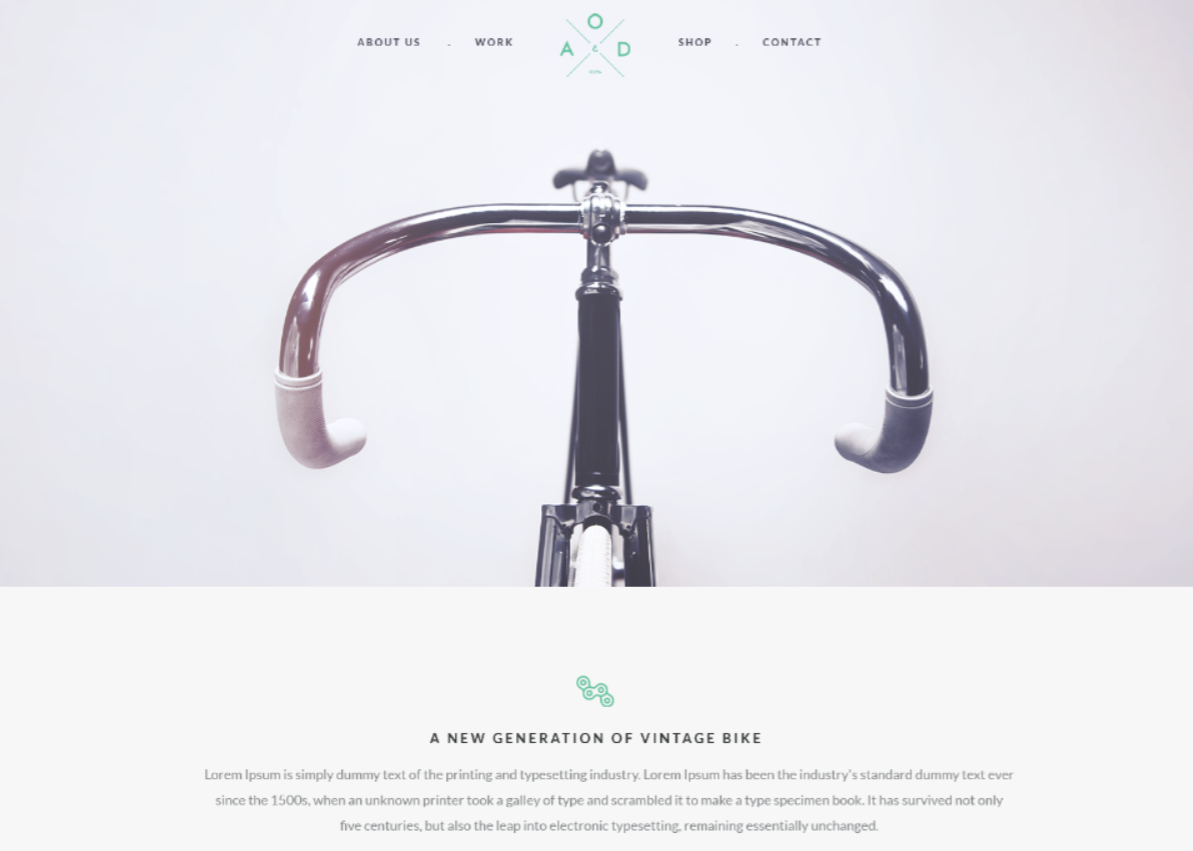 ABOUT US - WORK
O
A & D
SHOP - CONTACT
A NEW GENERATION OF VINTAGE BIKE
Lorem Ipsum is simply dummy text of the printing and typesetting industry. Lorem Ipsum has been the industry's standard dummy text ever
since the 1500s, when an unknown printer took a galley of type and scrambled it to make a type specimen book. It has survived not only
five centuries, but also the leap into electronic typesetting, remaining essentially unchanged.